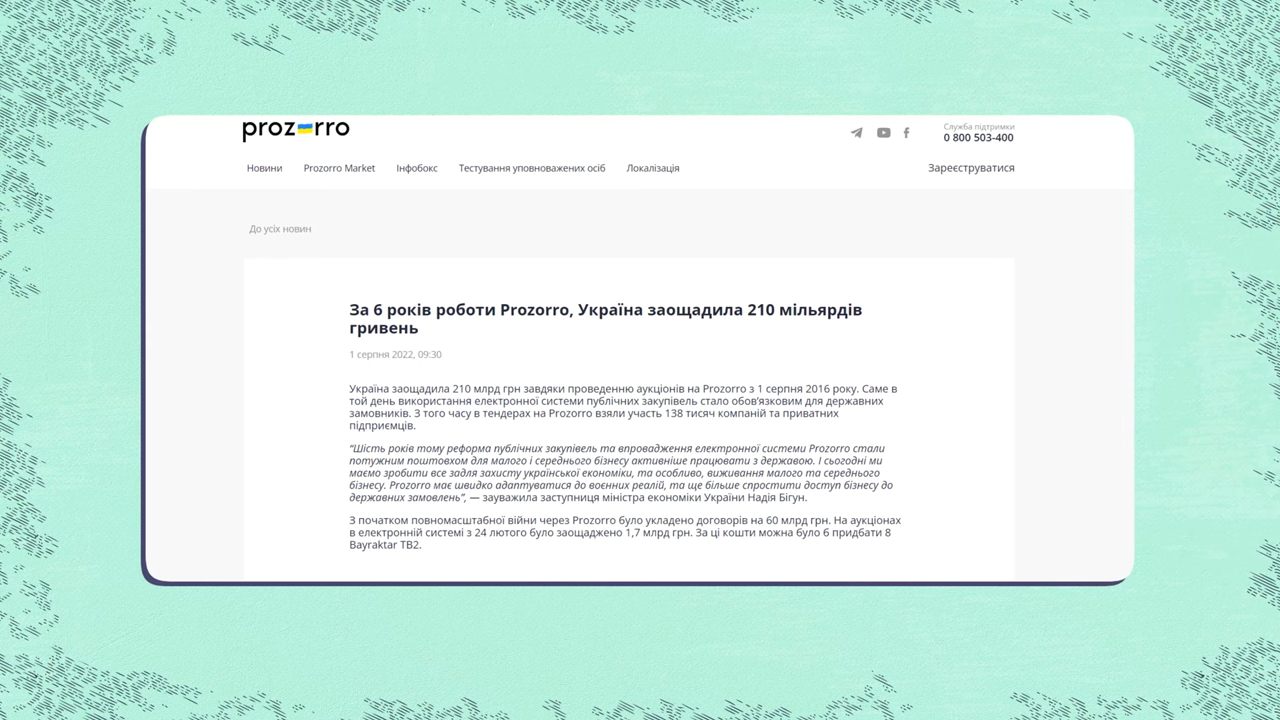 prozorro
Служба підтримки
0 800 503-400
Новини Prozorro Market Інфобокс Тестування уповноважених осіб Локалізація Зареєструватися
До усіх новин
За 6 років роботи Prozorro, Україна заощадила 210 мільярдів
гривень
1 серпня 2022, 09:30
Україна заощадила 210 млрд грн завдяки проведенню аукціонів на Prozorro з 1 серпня 2016 року. Саме в
той день використання електронної системи публічних закупівель стало обов’язковим для державних
замовників. З того часу в тендерах на Prozorro взяли участь 138 тисяч компаній та приватних
підприємців.
“Шість років тому реформа публічних закупівель та впровадження електронної системи Prozorro стали
потужним поштовхом для малого і середнього бізнесу активніше працювати з державою. І сьогодні ми
маємо зробити все задля захисту української економіки, та особливо, виживання малого та середнього
бізнесу. Prozorro має швидко адаптуватися до воєнних реалій, та ще більше спростити доступ бізнесу до
державних замовлень”, — зауважила заступниця міністра економіки України Надія Бігун.
З початком повномасштабної війни через Prozorro було укладено договорів на 60 млрд грн. На аукціонах
в електронній системі з 24 лютого було заощаджено 1,7 млрд грн. За ці кошти можна було б придбати 8
Bayraktar TB2.